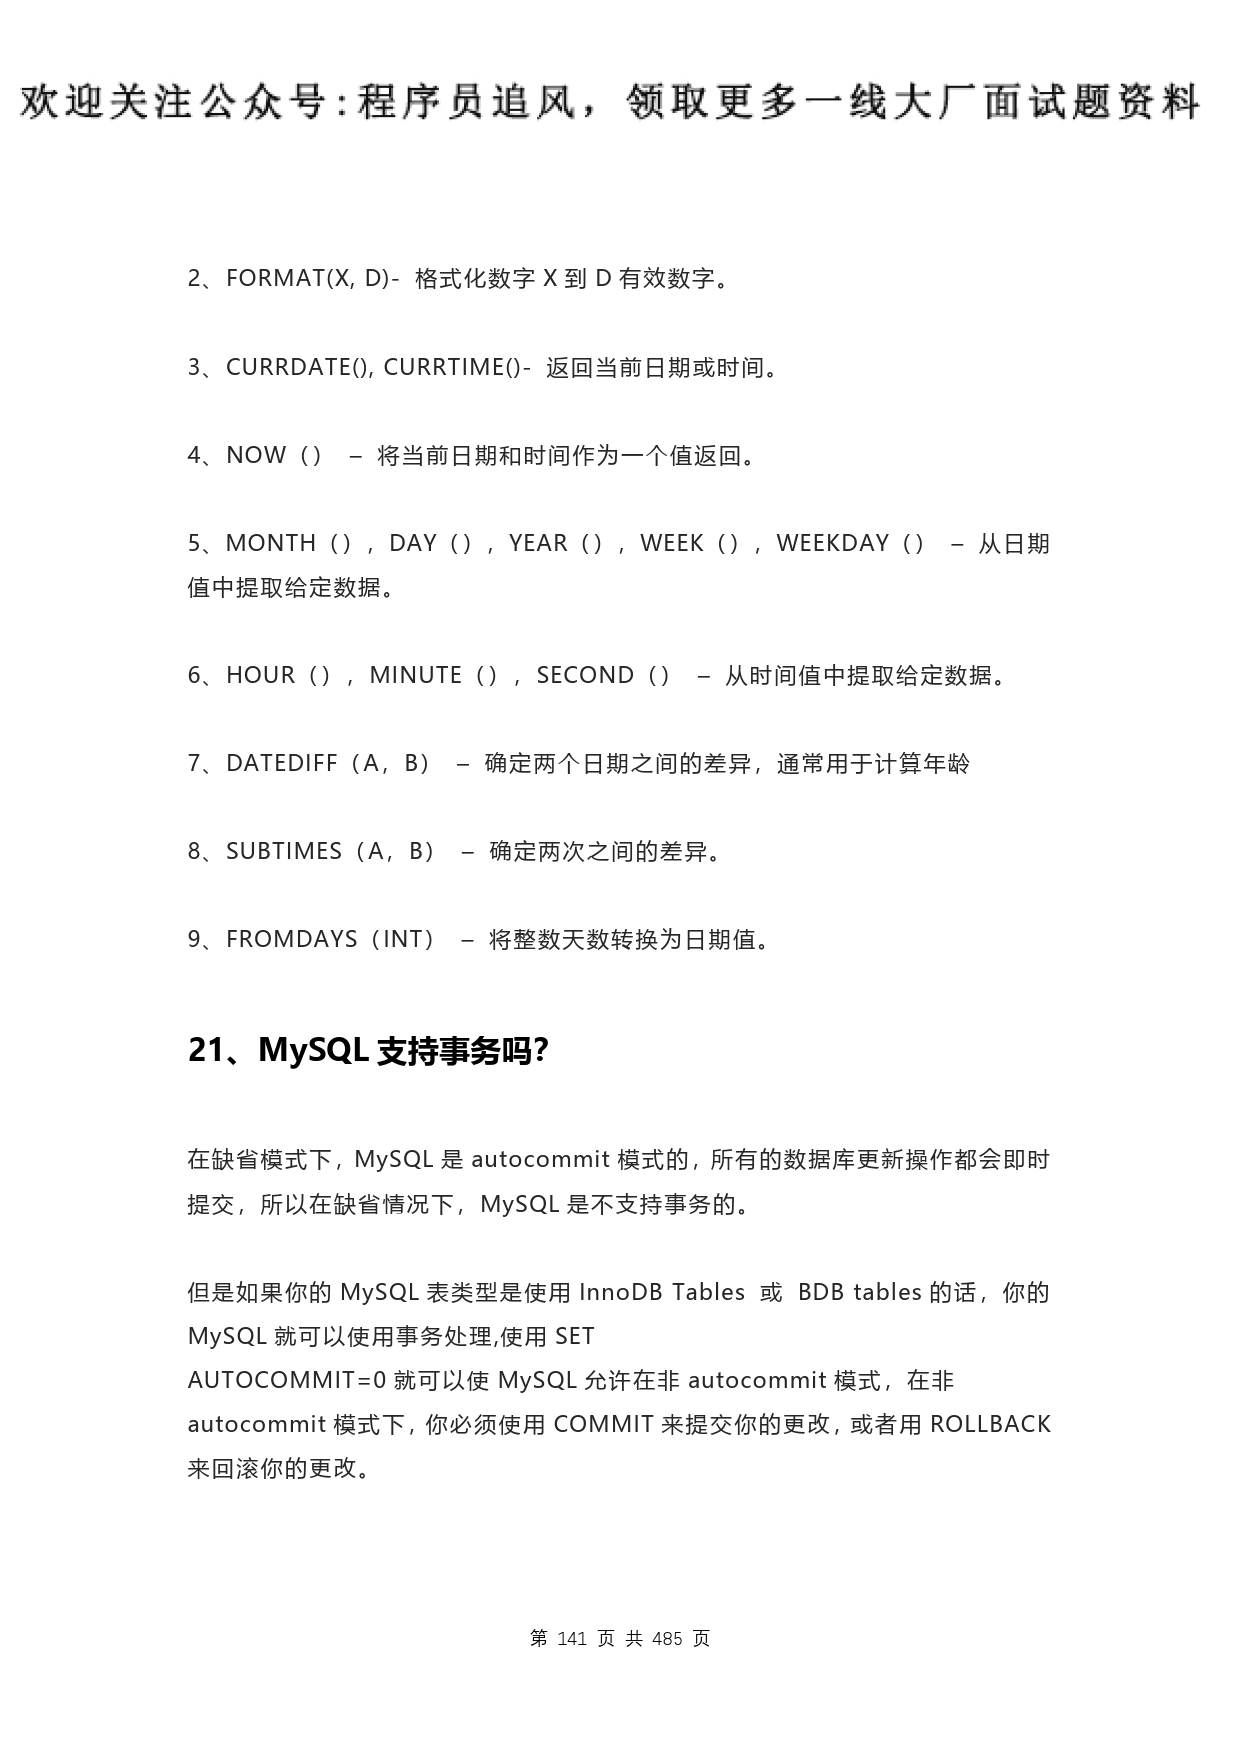 欢迎关注公众号:程序员追风，领取更多一线大厂面试题资料
2、FORMAT(X, D)- 格式化数字 X 到 D 有效数字。
3、CURRDATE(), CURRTIME()- 返回当前日期或时间。
4、NOW（） – 将当前日期和时间作为一个值返回。
5、MONTH（），DAY（），YEAR（），WEEK（），WEEKDAY（） – 从日期
值中提取给定数据。
6、HOUR（），MINUTE（），SECOND（） – 从时间值中提取给定数据。
7、DATEDIFF（A，B） – 确定两个日期之间的差异，通常用于计算年龄
8、SUBTIMES（A，B） – 确定两次之间的差异。
9、FROMDAYS（INT） – 将整数天数转换为日期值。
21、MySQL 支持事务吗？
在缺省模式下，MySQL 是 autocommit 模式的，所有的数据库更新操作都会即时
提交，所以在缺省情况下，MySQL 是不支持事务的。
但是如果你的 MySQL 表类型是使用 InnoDB Tables 或 BDB tables 的话，你的
MySQL 就可以使用事务处理,使用 SET
AUTOCOMMIT=0 就可以使 MySQL 允许在非 autocommit 模式，在非
autocommit 模式下，你必须使用 COMMIT 来提交你的更改，或者用 ROLLBACK
来回滚你的更改。
第 141 页 共 485 页